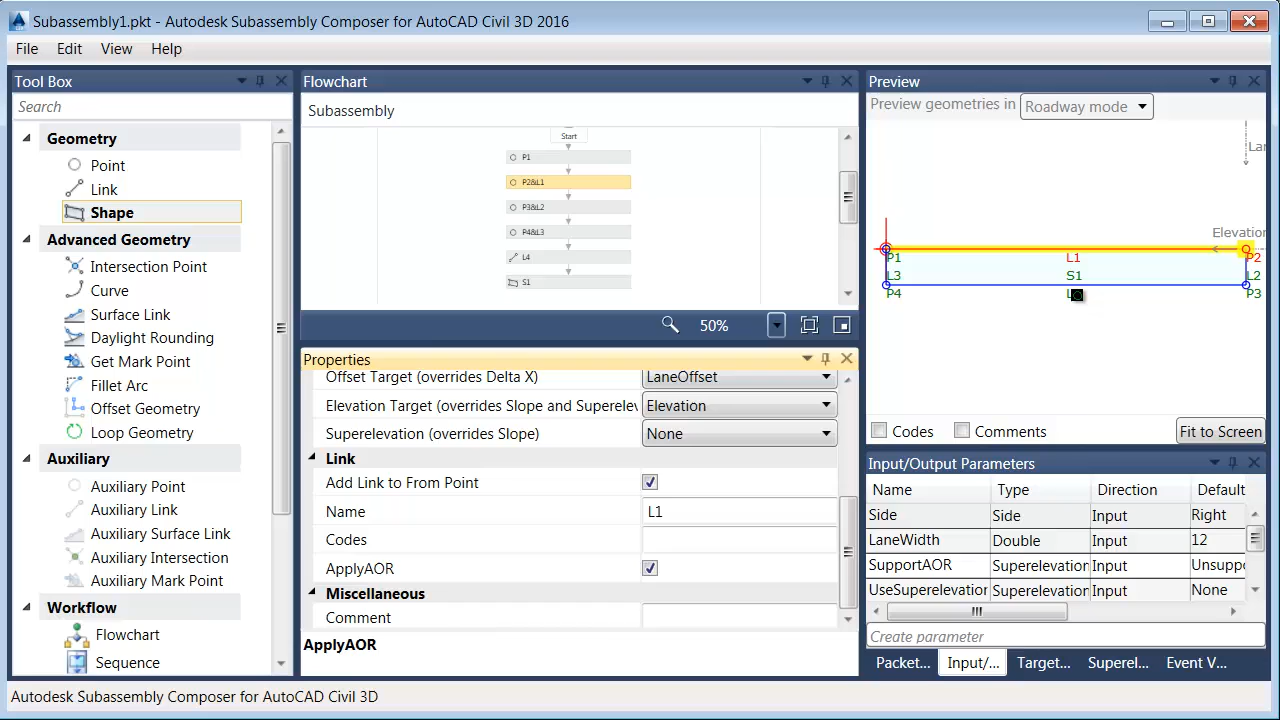 Subassembly1.pkt - Autodesk Subassembly Composer for AutoCAD Civil 3D 2016
File Edit View Help
Tool Box
Search
Geometry
Point
Link
Shape
Advanced Geometry
Intersection Point
Curve
Surface Link
Daylight Rounding
Get Mark Point
Fillet Arc
Offset Geometry
Loop Geometry
Auxiliary
Auxiliary Point
Auxiliary Link
Auxiliary Surface Link
Auxiliary Intersection
Auxiliary Mark Point
Workflow
Flowchart
Sequence
Flowchart
Subassembly
Start
P1
P2&L1
P3&L2
P4&L3
L4
S1
50%
Properties
Offset Target (overrides Delta X) LaneOffset
Elevation Target (overrides Slope and Superelev Elevation
Superelevation (overrides Slope) None
Link
Add Link to From Point
Name L1
Codes
ApplyAOR
Miscellaneous
Comment
ApplyAOR
Preview
Preview geometries in Roadway mode
Lan
Elevation
P1 L1 P2
L3 S1 L2
P4 P3
Codes Comments Fit to Screen
Input/Output Parameters
Name Type Direction Default
Side Side Input Right
LaneWidth Double Input 12
SupportAOR Superelevation Input Unsuppo
UseSuperelevation Superelevation Input None
Create parameter
Packet... Input/... Target... Superel... Event V...
Autodesk Subassembly Composer for AutoCAD Civil 3D